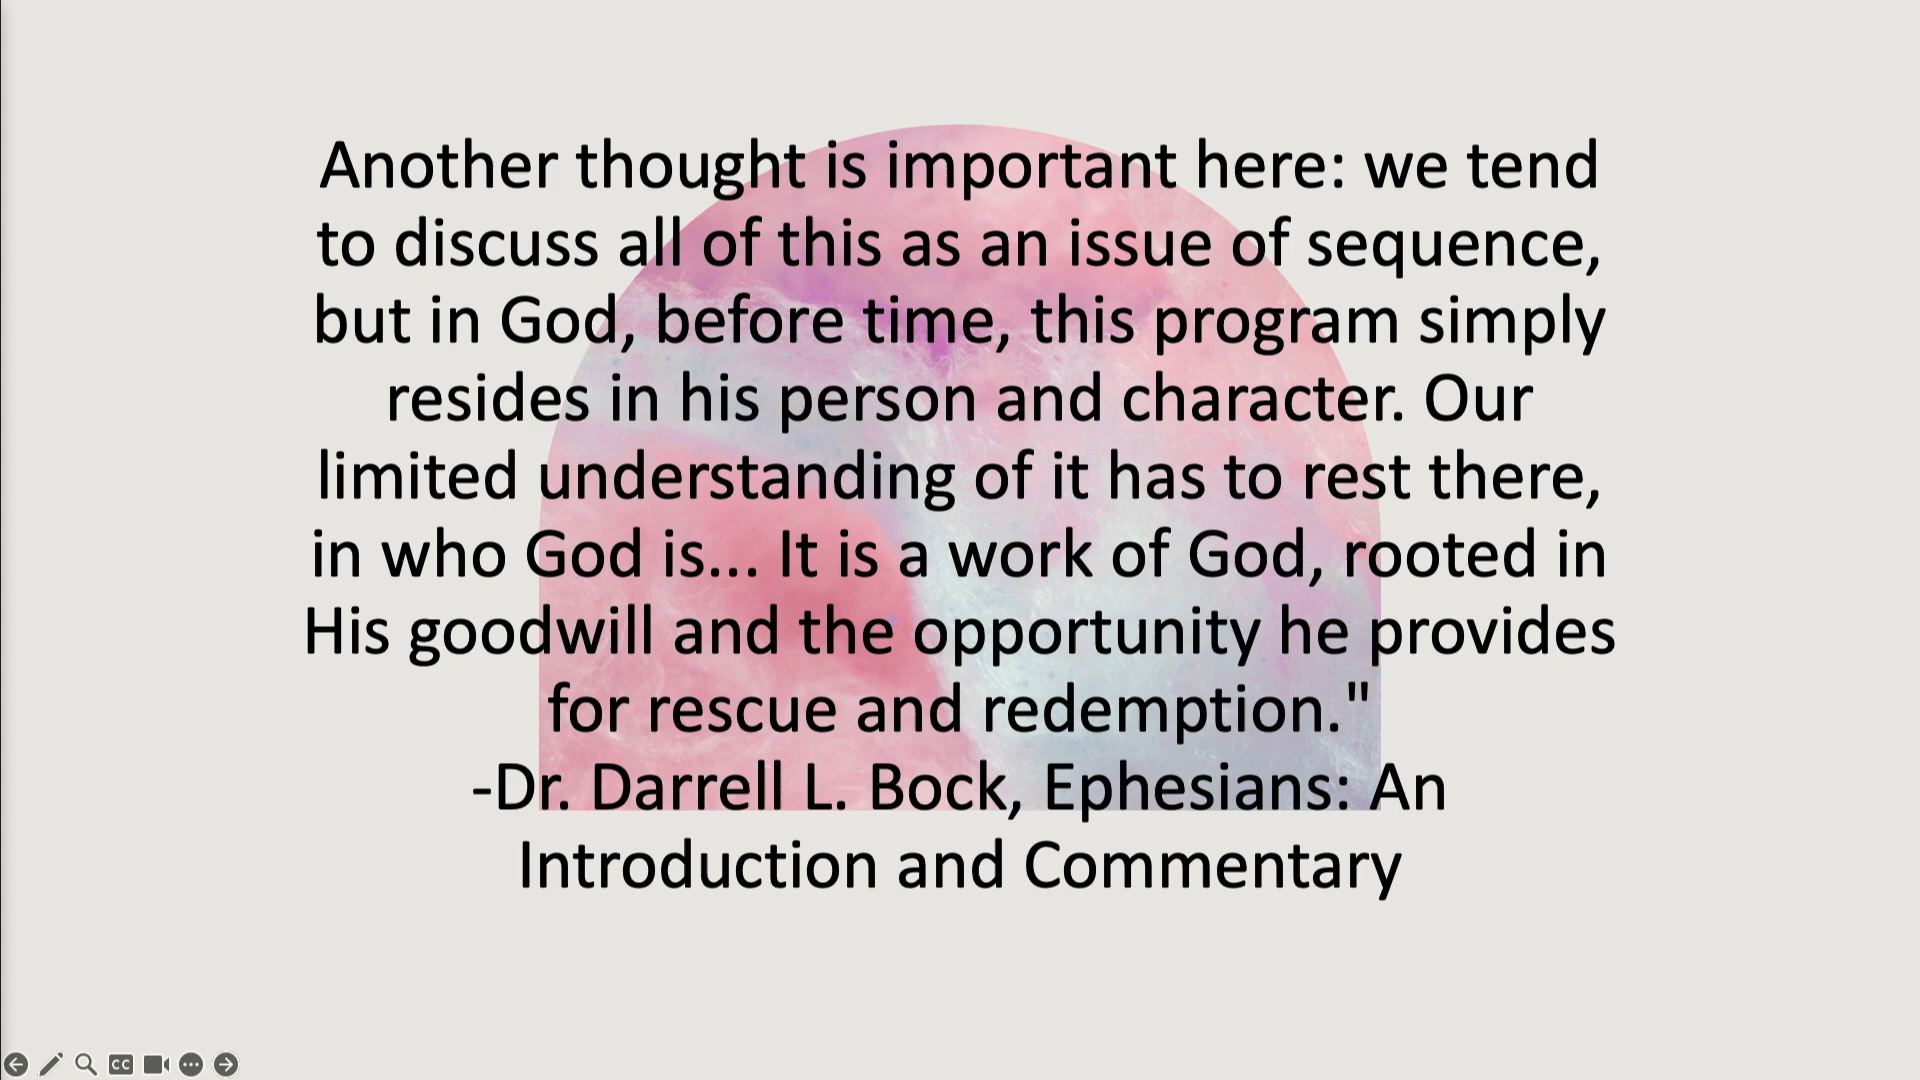 Another thought is important here: we tend
to discuss all of this as an issue of sequence,
but in God, before time, this program simply
resides in his person and character. Our
limited understanding of it has to rest there,
in who God is... It is a work of God, rooted in
His goodwill and the opportunity he provides
for rescue and redemption."
-Dr. Darrell L. Bock, Ephesians: An
Introduction and Commentary
CC